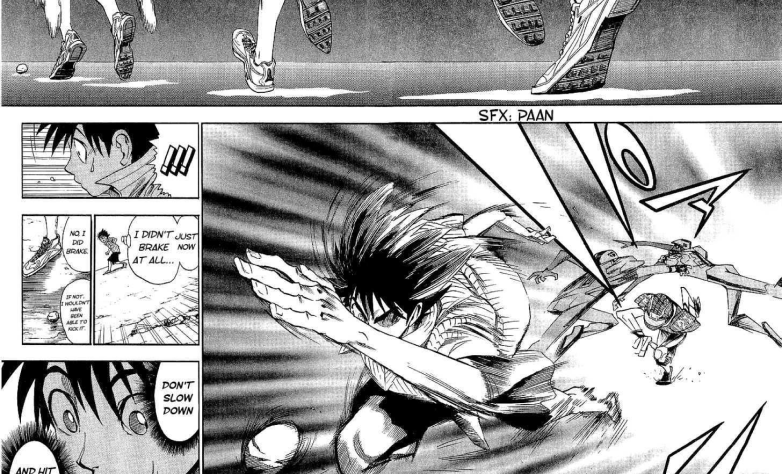 SFX: PAAN
!!!
JUST
NOW
I DIDN'T
BRAKE
AT ALL...
NO, I
DID
BRAKE.
IF NOT,
I WOULDN'T
HAVE
BEEN
ABLE TO
KICK IT.
DON'T
SLOW
DOWN
AND HIT